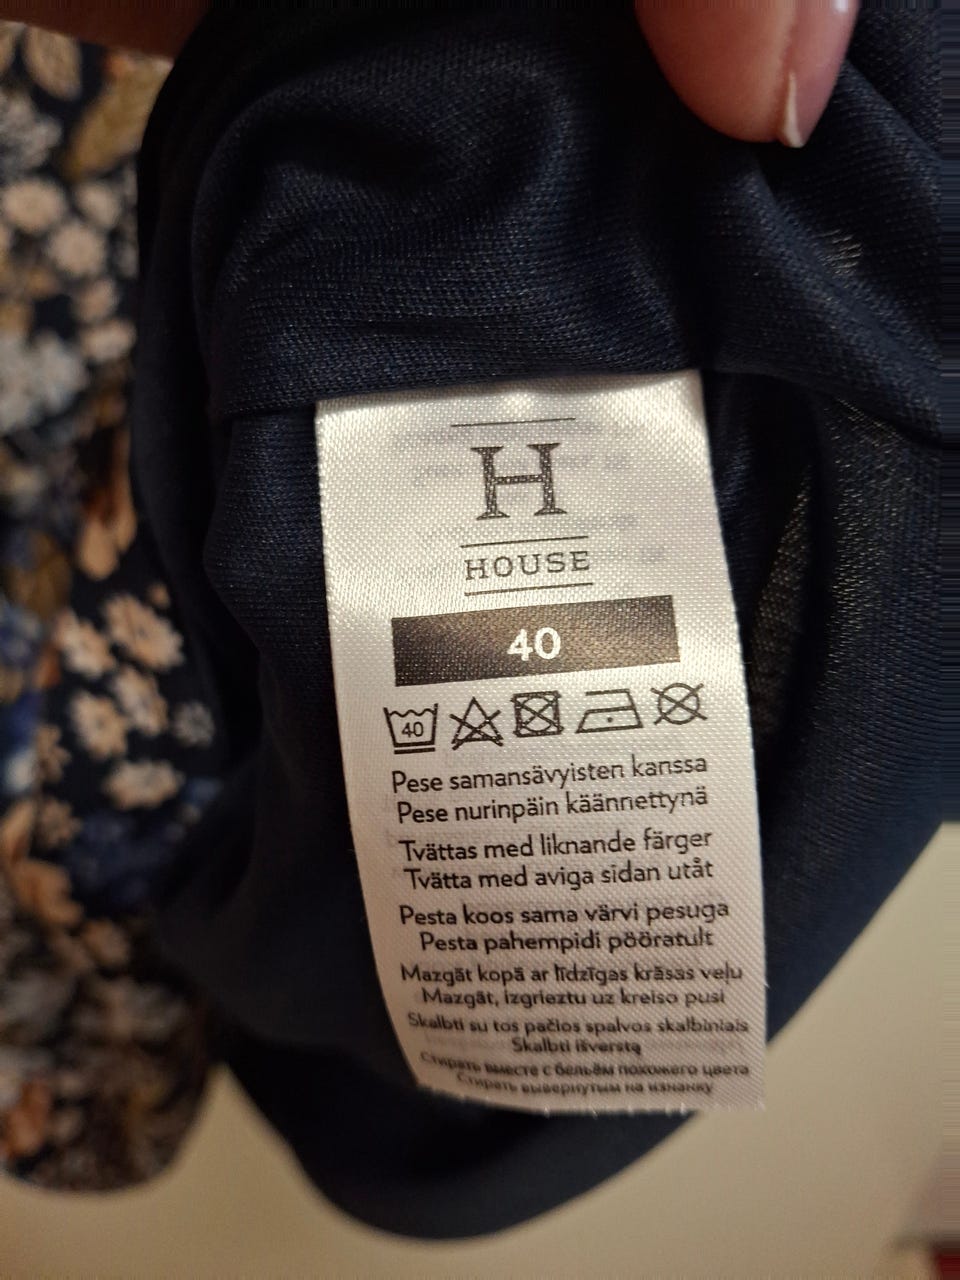 H
HOUSE
40
40
Pese samansävyisten kanssa
Pese nurinpäin käännettynä
Tvättas med liknande färger
Tvätta med aviga sidan utåt
Pesta koos sama värvi pesuga
Pesta pahempidi pööratult
Mazgāt kopā ar līdzīgas krāsas veļu
Mazgāt, izgrieztu uz kreiso pusi
Skalbti su tos pačios spalvos skalbiniais
Skalbti išverstą
Стирать вместе с бельём похожего цвета
Стирать вывернутым на изнанку